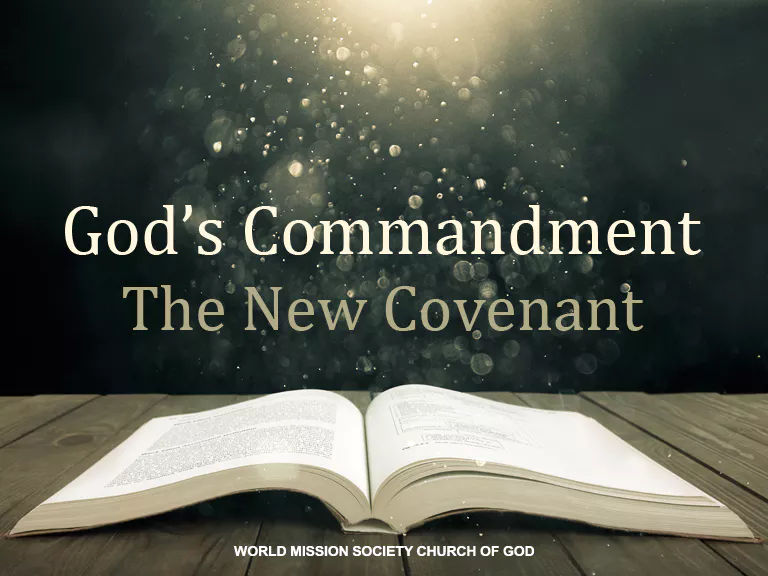 God’s Commandment
The New Covenant
WORLD MISSION SOCIETY CHURCH OF GOD